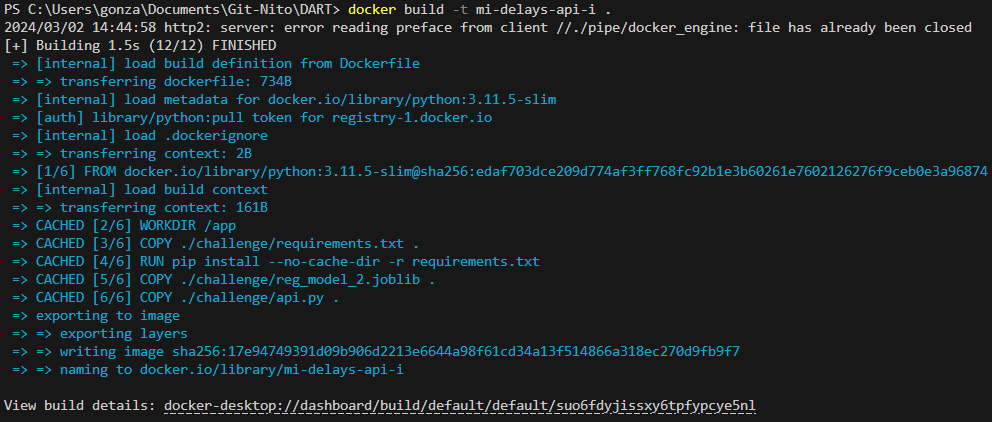 PS C:\Users\gonza\Documents\Git-Nito\DART> docker build -t mi-delays-api-i .
2024/03/02 14:44:58 http2: server: error reading preface from client //./pipe/docker_engine: file has already been closed
[+] Building 1.5s (12/12) FINISHED
=> [internal] load build definition from Dockerfile
=> => transferring dockerfile: 734B
=> [internal] load metadata for docker.io/library/python:3.11.5-slim
=> [auth] library/python:pull token for registry-1.docker.io
=> [internal] load .dockerignore
=> => transferring context: 2B
=> [1/6] FROM docker.io/library/python:3.11.5-slim@sha256:edaf703dce209d774af3ff768fc92b1e3b60261e7602126276f9ceb0e3a96874
=> [internal] load build context
=> => transferring context: 161B
=> CACHED [2/6] WORKDIR /app
=> CACHED [3/6] COPY ./challenge/requirements.txt .
=> CACHED [4/6] RUN pip install --no-cache-dir -r requirements.txt
=> CACHED [5/6] COPY ./challenge/reg_model_2.joblib .
=> CACHED [6/6] COPY ./challenge/api.py .
=> exporting to image
=> => exporting layers
=> => writing image sha256:17e94749391d09b906d2213e6644a98f61cd34a13f514866a318ec270d9fb9f7
=> => naming to docker.io/library/mi-delays-api-i
View build details: docker-desktop://dashboard/build/default/default/suo6fdyjissxy6tpfypcye5nl